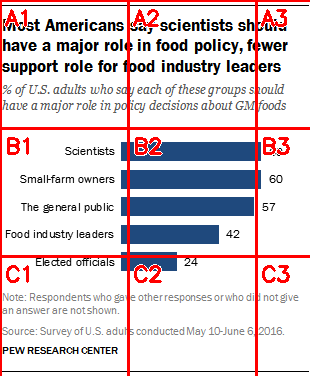 Most Americans say scientists should
have a major role in food policy, fewer
support role for food industry leaders
% of U.S. adults who say each of these groups should
have a major role in policy decisions about GM foods
Scientists
Small-farm owners 60
The general public 57
Food industry leaders 42
Elected officials 24
Note: Respondents who gave other responses or who did not give
an answer are not shown.
Source: Survey of U.S. adults conducted May 10-June 6, 2016.
PEW RESEARCH CENTER
A1 A2 A3
B1 B2 B3
C1 C2 C3